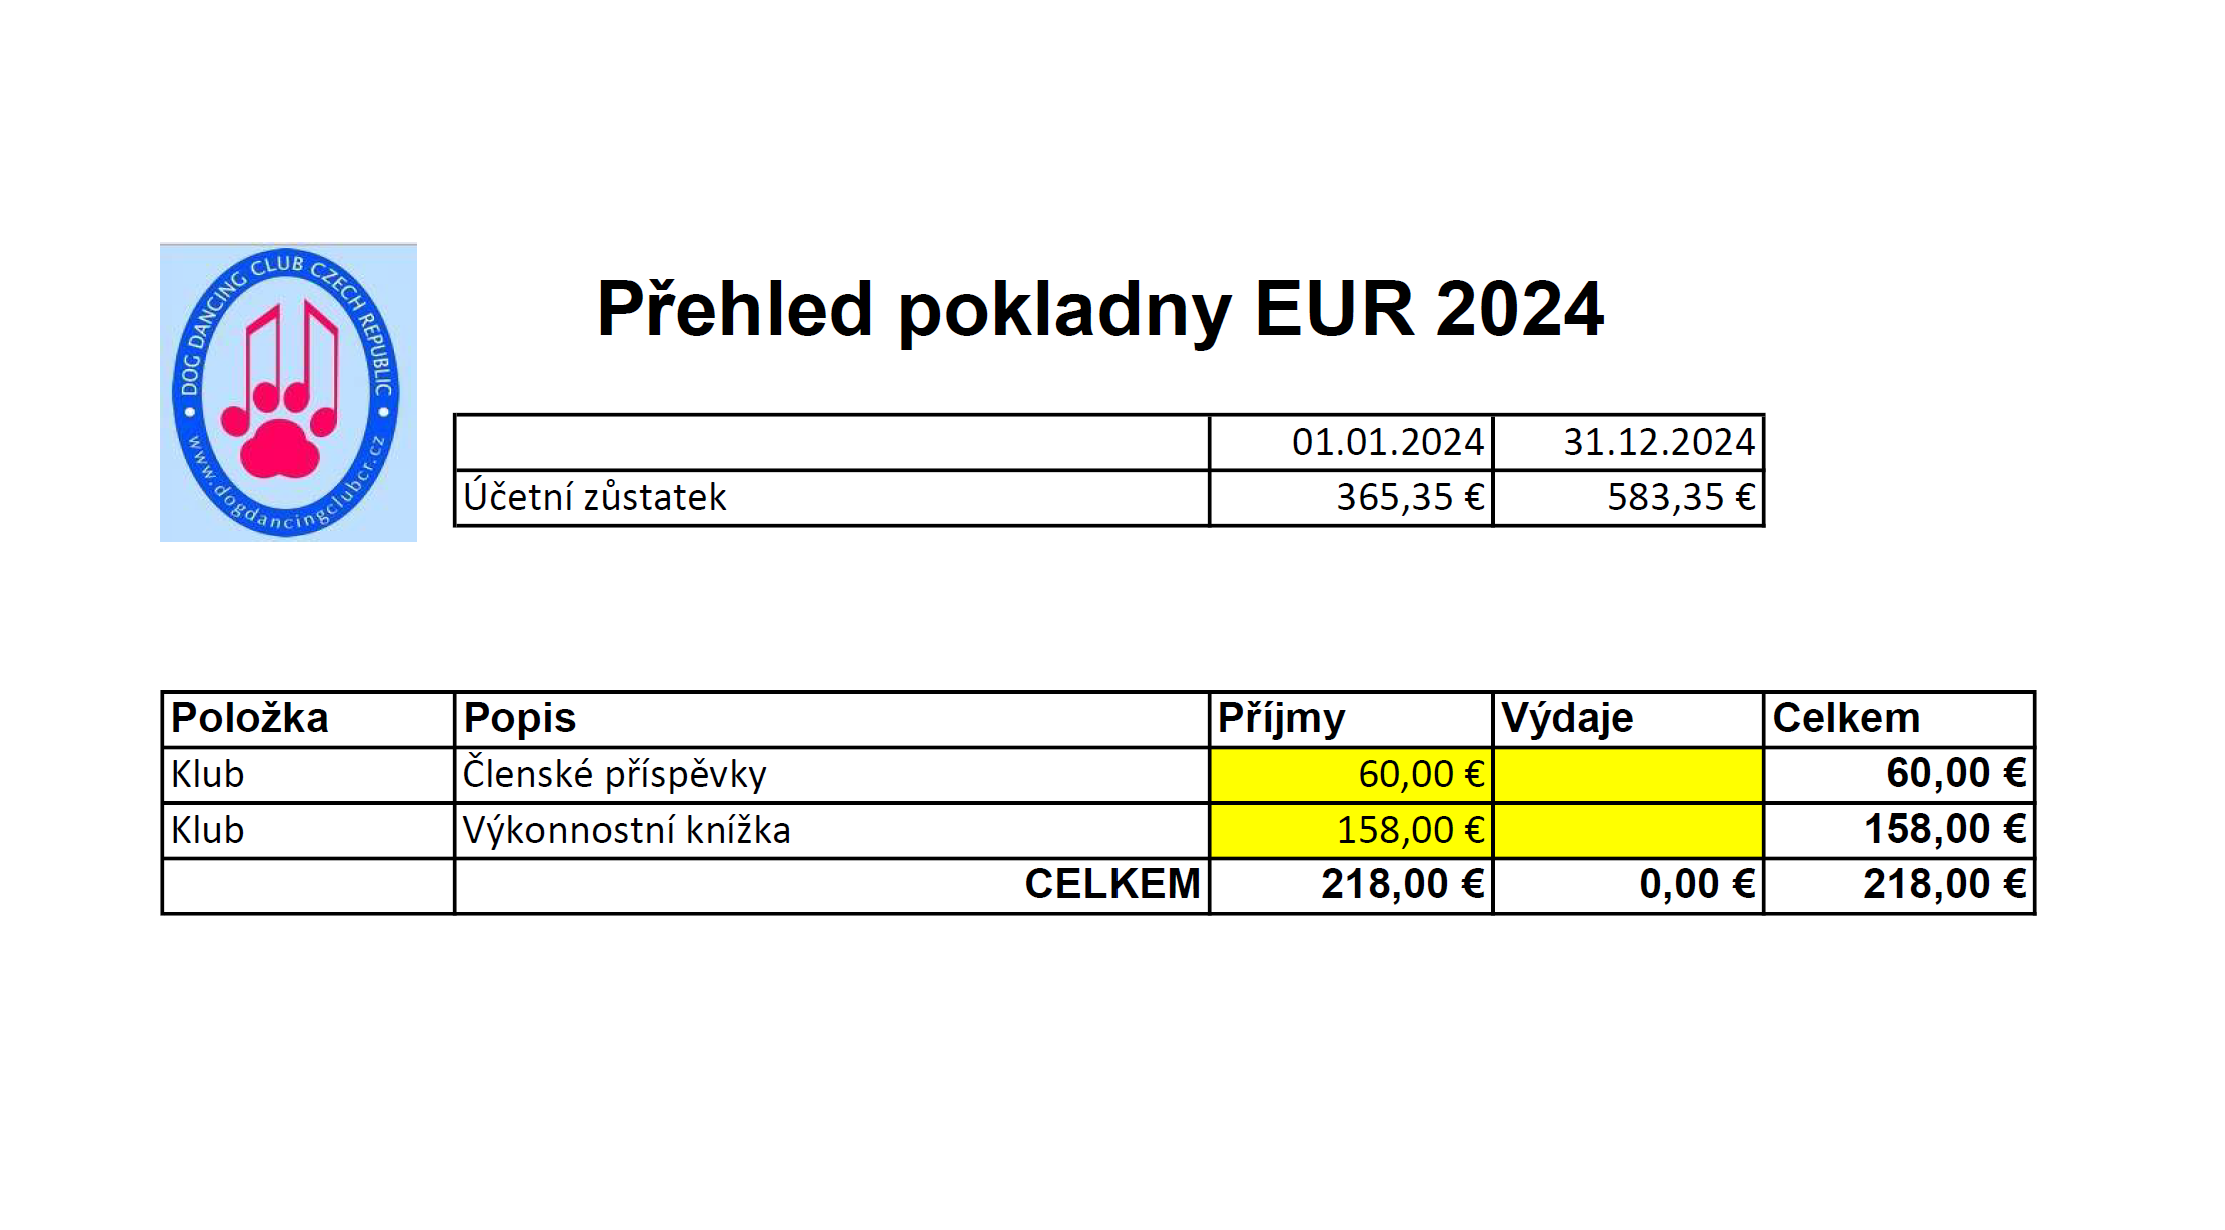 DOG DANCING CLUB CZECH REPUBLIC
www.dogdancingclubcr.cz
Přehled pokladny EUR 2024
01.01.2024 31.12.2024
Účetní zůstatek 365,35 € 583,35 €
Položka Popis Příjmy Výdaje Celkem
Klub Členské příspěvky 60,00 € 60,00 €
Klub Výkonnostní knížka 158,00 € 158,00 €
CELKEM 218,00 € 0,00 € 218,00 €